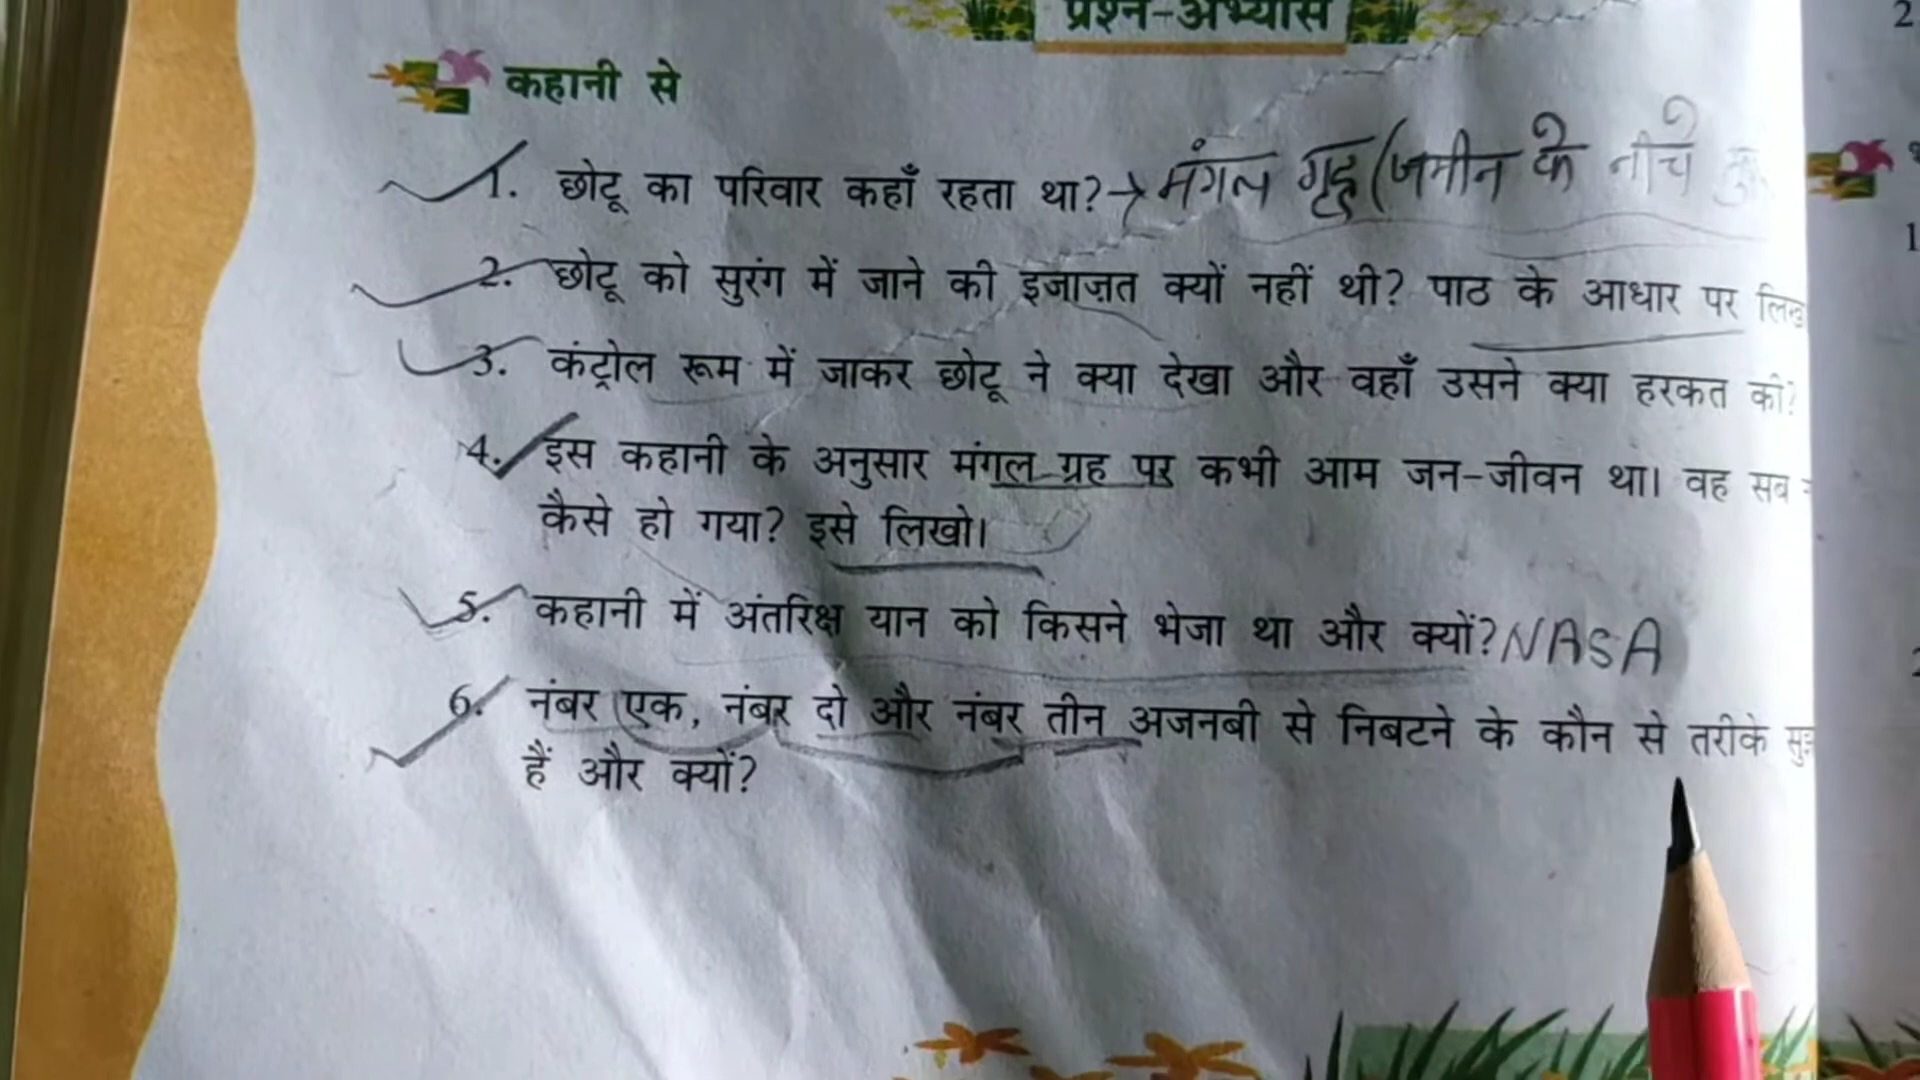 प्रश्न-अभ्यास
कहानी से
1. छोटू का परिवार कहाँ रहता था? → मंगल गृह (जमीन के नीचे
2. छोटू को सुरंग में जाने की इजाज़त क्यों नहीं थी? पाठ के आधार पर
3. कंट्रोल रूम में जाकर छोटू ने क्या देखा और वहाँ उसने क्या हरकत की?
4. इस कहानी के अनुसार मंगल ग्रह पर कभी आम जन-जीवन था। वह सब
कैसे हो गया? इसे लिखो।
5. कहानी में अंतरिक्ष यान को किसने भेजा था और क्यों? NASA
6. नंबर एक, नंबर दो और नंबर तीन अजनबी से निबटने के कौन से तरीके
हैं और क्यों?
2
1